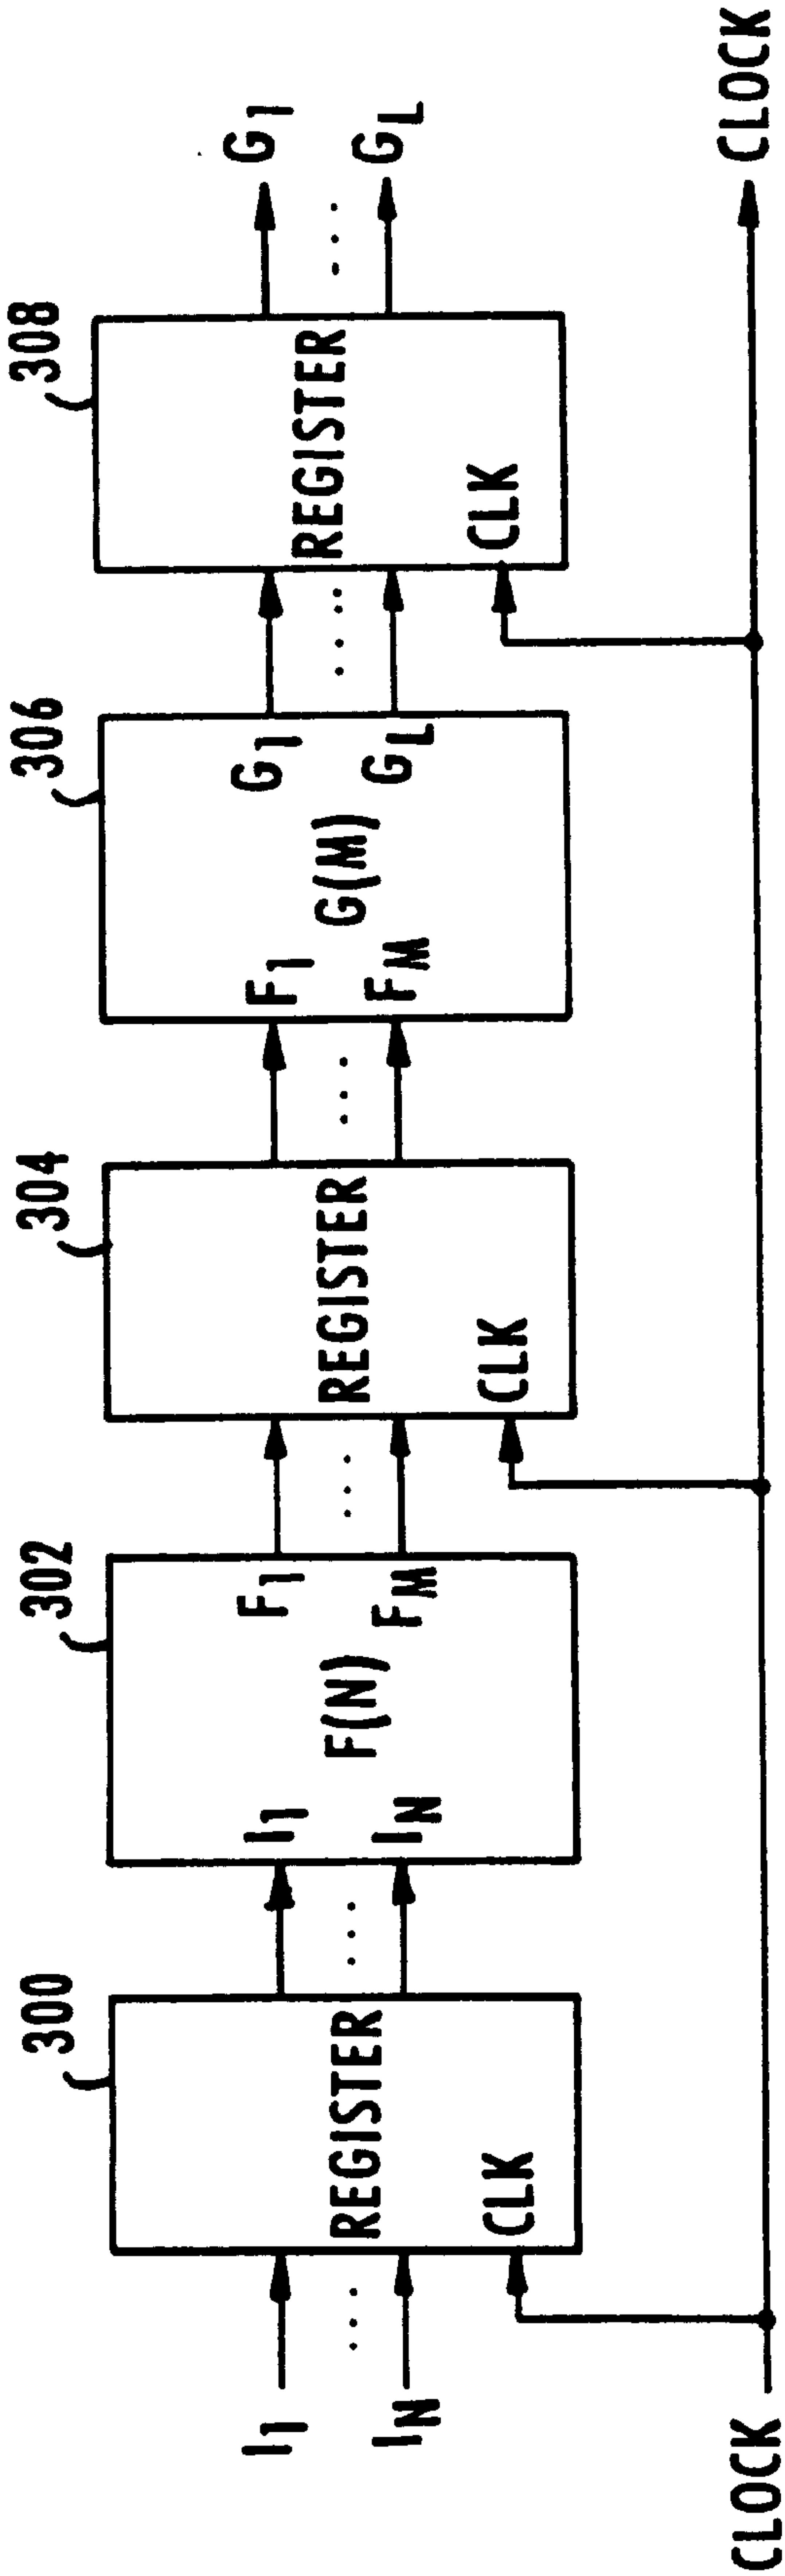 300
302
304
306
308
I1
IN
REGISTER
CLK
I1
IN
F(N)
F1
FM
REGISTER
CLK
F1
FM
G(M)
G1
GL
REGISTER
CLK
G1
GL
CLOCK
CLOCK